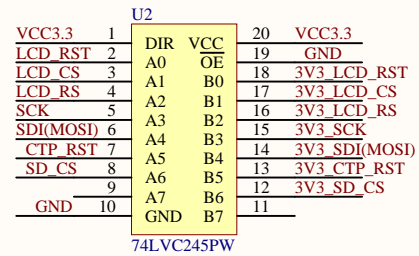 U2
VCC3.3 1 DIR VCC 20 VCC3.3
LCD_RST 2 A0 OE 19 GND
LCD_CS 3 A1 B0 18 3V3_LCD_RST
LCD_RS 4 A2 B1 17 3V3_LCD_CS
SCK 5 A3 B2 16 3V3_LCD_RS
SDI(MOSI) 6 A4 B3 15 3V3_SCK
CTP_RST 7 A5 B4 14 3V3_SDI(MOSI)
SD_CS 8 A6 B5 13 3V3_CTP_RST
9 A7 B6 12 3V3_SD_CS
GND 10 GND B7 11
74LVC245PW